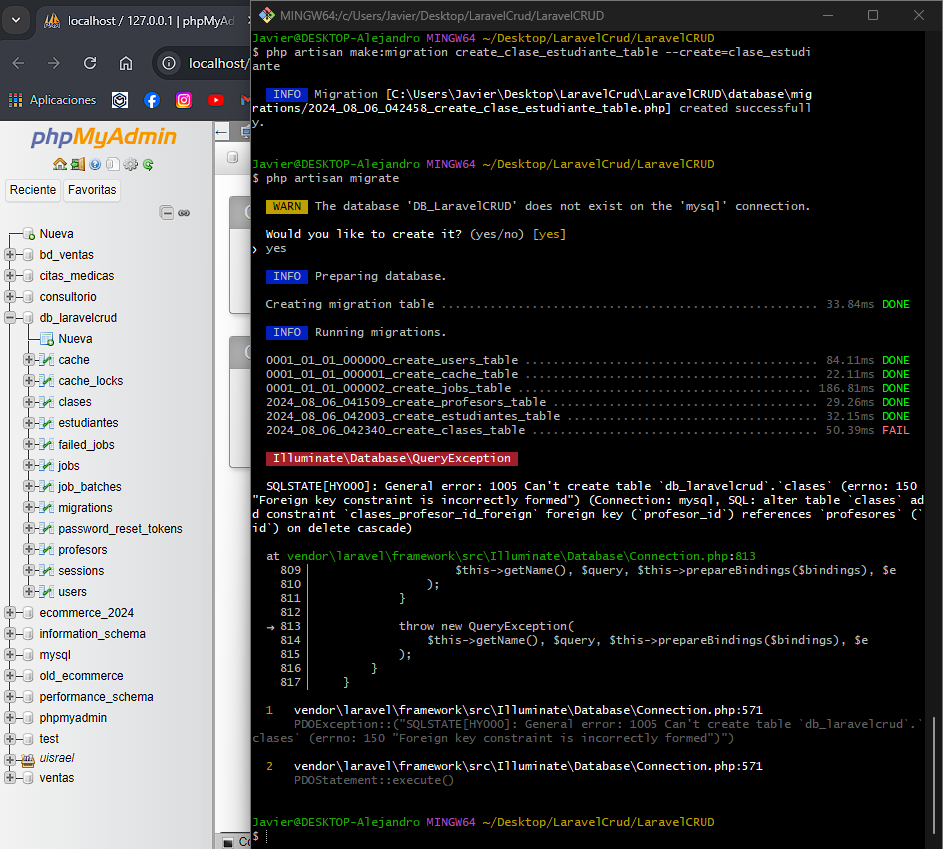 localhost / 127.0.0.1 | phpMyAd
localhost/
Aplicaciones
phpMyAdmin
Reciente Favoritas
Nueva
bd_ventas
citas_medicas
consultorio
db_laravelcrud
Nueva
cache
cache_locks
clases
estudiantes
failed_jobs
jobs
job_batches
migrations
password_reset_tokens
profesors
sessions
users
ecommerce_2024
information_schema
mysql
old_ecommerce
performance_schema
phpmyadmin
test
uisrael
ventas
Co
MINGW64:/c/Users/Javier/Desktop/LaravelCrud/LaravelCRUD
Javier@DESKTOP-Alejandro MINGW64 ~/Desktop/LaravelCrud/LaravelCRUD
$ php artisan make:migration create_clase_estudiante_table --create=clase_estudi
ante
INFO Migration [C:\Users\Javier\Desktop\LaravelCrud\LaravelCRUD\database\mig
rations/2024_08_06_042458_create_clase_estudiante_table.php] created successfull
y.
Javier@DESKTOP-Alejandro MINGW64 ~/Desktop/LaravelCrud/LaravelCRUD
$ php artisan migrate
WARN The database 'DB_LaravelCRUD' does not exist on the 'mysql' connection.
Would you like to create it? (yes/no) [yes]
❯ yes
INFO Preparing database.
Creating migration table ...................................................... 33.84ms DONE
INFO Running migrations.
0001_01_01_000000_create_users_table .......................................... 84.11ms DONE
0001_01_01_000001_create_cache_table .......................................... 22.11ms DONE
0001_01_01_000002_create_jobs_table ........................................... 186.81ms DONE
2024_08_06_041509_create_profesors_table ...................................... 29.26ms DONE
2024_08_06_042003_create_estudiantes_table .................................... 32.15ms DONE
2024_08_06_042340_create_clases_table ......................................... 50.39ms FAIL
Illuminate\Database\QueryException
SQLSTATE[HY000]: General error: 1005 Can't create table `db_laravelcrud`.`clases` (errno: 150
"Foreign key constraint is incorrectly formed") (Connection: mysql, SQL: alter table `clases` ad
d constraint `clases_profesor_id_foreign` foreign key (`profesor_id`) references `profesores` (`
id`) on delete cascade)
at vendor\laravel\framework\src\Illuminate\Database\Connection.php:813
809 $this->getName(), $query, $this->prepareBindings($bindings), $e
810 );
811 }
812
→ 813 throw new QueryException(
814 $this->getName(), $query, $this->prepareBindings($bindings), $e
815 );
816 }
817 }
1 vendor\laravel\framework\src\Illuminate\Database\Connection.php:571
PDOException::("SQLSTATE[HY000]: General error: 1005 Can't create table `db_laravelcrud`.`
clases` (errno: 150 "Foreign key constraint is incorrectly formed")")
2 vendor\laravel\framework\src\Illuminate\Database\Connection.php:571
PDOStatement::execute()
Javier@DESKTOP-Alejandro MINGW64 ~/Desktop/LaravelCrud/LaravelCRUD
$